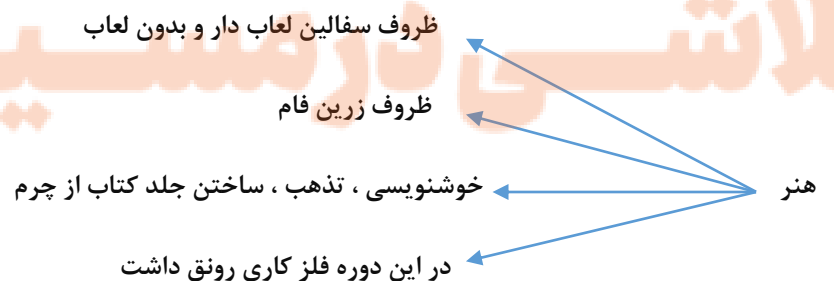 ظروف سفالین لعاب دار و بدون لعاب
ظروف زرین فام
هنر
خوشنویسی ، تذهب ، ساختن جلد کتاب از چرم
در این دوره فلز کاری رونق داشت